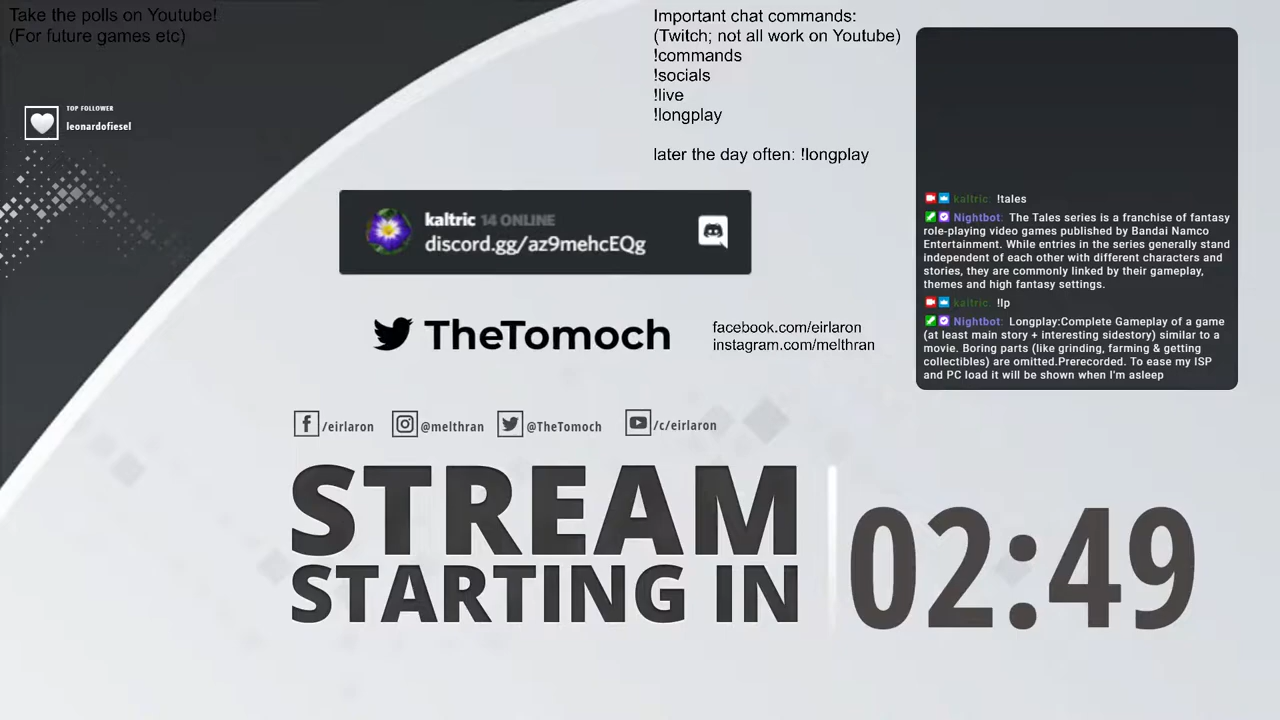 Take the polls on Youtube!
(For future games etc)
TOP FOLLOWER
leonardofiesel
Important chat commands:
(Twitch; not all work on Youtube)
!commands
!socials
!live
!longplay
later the day often: !longplay
kaltric 14 ONLINE
discord.gg/az9mehcEQg
TheTomoch
facebook.com/eirlaron
instagram.com/melthran
kaltric: !tales
Nightbot: The Tales series is a franchise of fantasy
role-playing video games published by Bandai Namco
Entertainment. While entries in the series generally stand
independent of each other with different characters and
stories, they are commonly linked by their gameplay,
themes and high fantasy settings.
kaltric: !lp
Nightbot: Longplay:Complete Gameplay of a game
(at least main story + interesting sidestory) similar to a
movie. Boring parts (like grinding, farming & getting
collectibles) are omitted.Prerecorded. To ease my ISP
and PC load it will be shown when I'm asleep
/eirlaron @melthran @TheTomoch /c/eirlaron
STREAM
STARTING IN
02:49